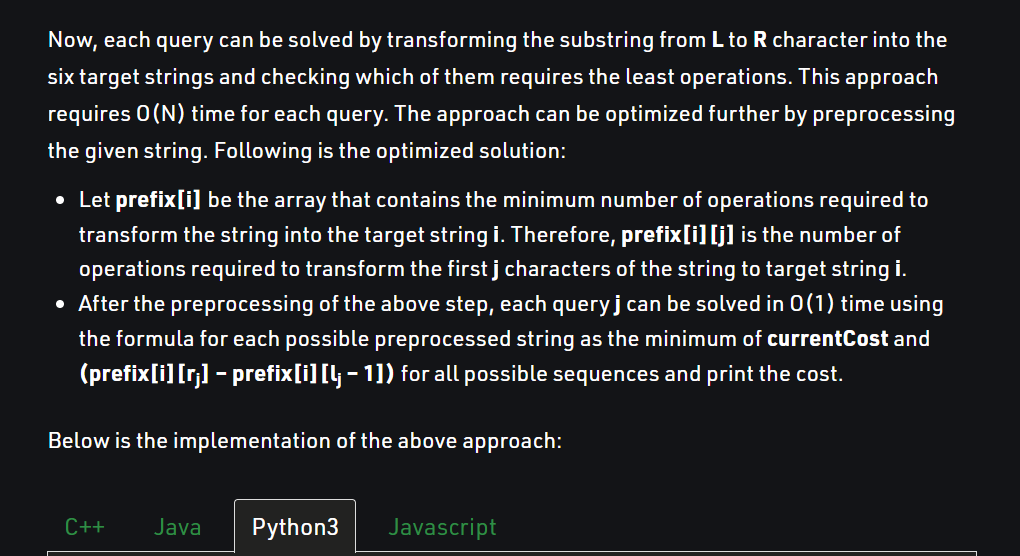 Now, each query can be solved by transforming the substring from L to R character into the
six target strings and checking which of them requires the least operations. This approach
requires O(N) time for each query. The approach can be optimized further by preprocessing
the given string. Following is the optimized solution:
• Let prefix[i] be the array that contains the minimum number of operations required to
transform the string into the target string i. Therefore, prefix[i][j] is the number of
operations required to transform the first j characters of the string to target string i.
• After the preprocessing of the above step, each query j can be solved in O(1) time using
the formula for each possible preprocessed string as the minimum of currentCost and
(prefix[i][rj] – prefix[i][lj – 1]) for all possible sequences and print the cost.
Below is the implementation of the above approach:
C++ Java Python3 Javascript